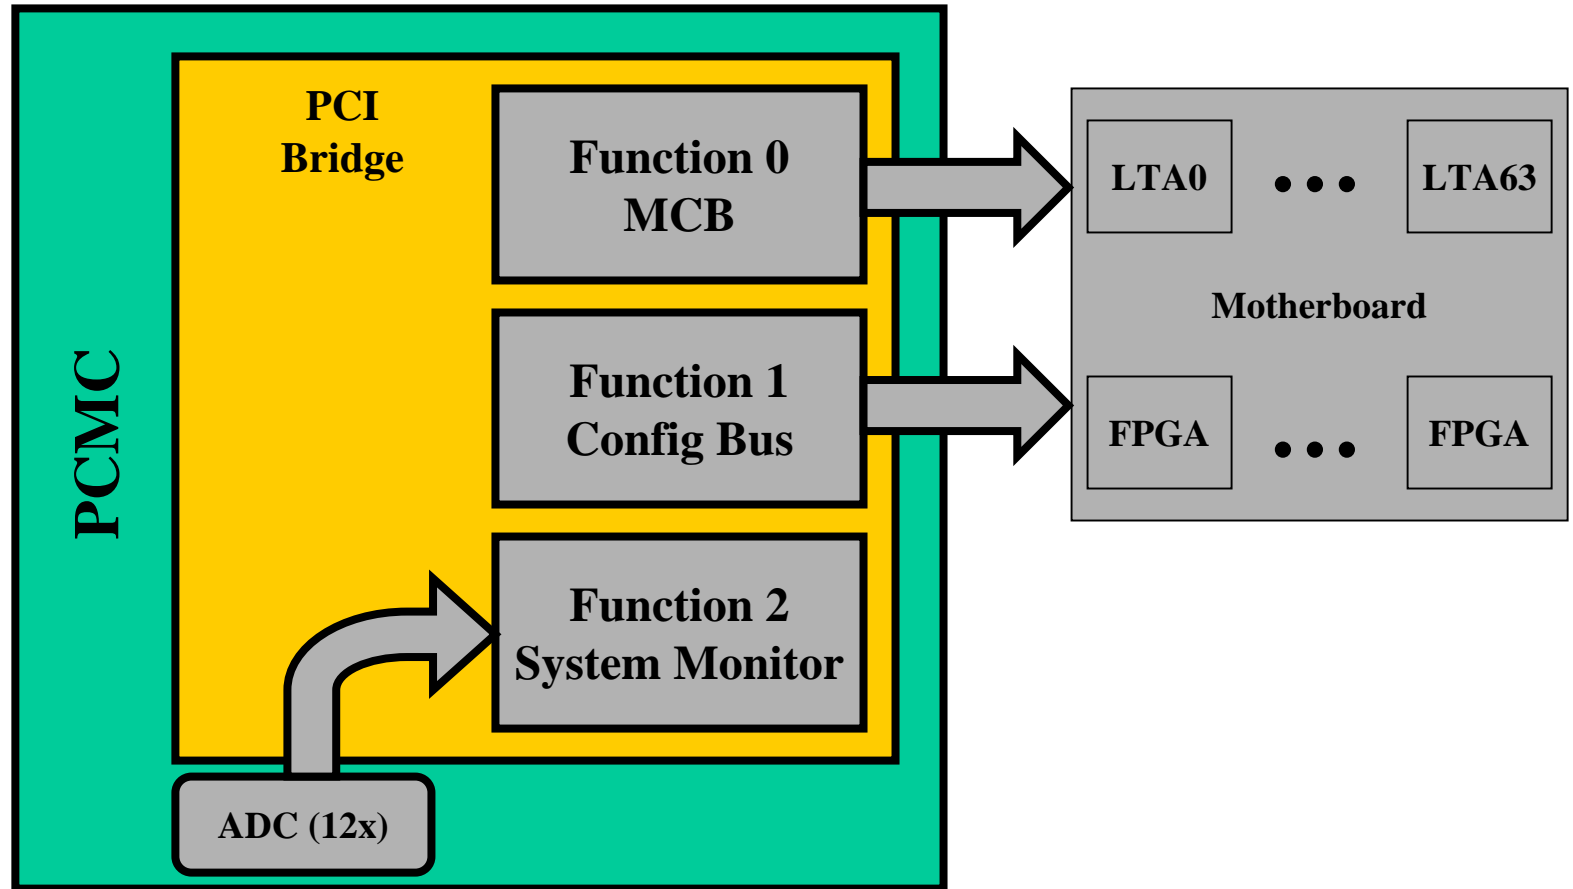 PCMC
PCI
Bridge
Function 0
MCB
Function 1
Config Bus
Function 2
System Monitor
ADC (12x)
LTA0
LTA63
Motherboard
FPGA
FPGA